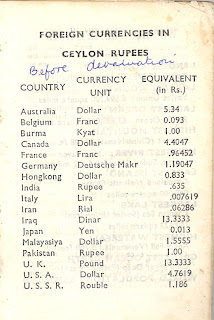 FOREIGN CURRENCIES IN
CEYLON RUPEES
Before devaluation
COUNTRY CURRENCY UNIT EQUIVALENT (in Rs.)
Australia Dollar 5.34
Belgium Franc 0.093
Burma Kyat 1.00
Canada Dollar 4.4047
France Franc .96452
Germany Deutsche Makr 1.19047
Hongkong Dollar 0.833
India Rupee .635
Italy Lira .007619
Iran Rial .06286
Iraq Dinar 13.3333
Japan Yen 0.013
Malayasiya Dollar 1.5555
Pakistan Rupee 1.00
U. K. Pound 13.3333
U. S. A. Dollar 4.7619
U. S. S. R. Rouble 1.186